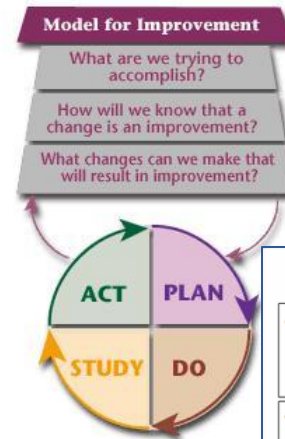 Model for Improvement
What are we trying to
accomplish?
How will we know that a
change is an improvement?
What changes can we make that
will result in improvement?
ACT
PLAN
STUDY
DO